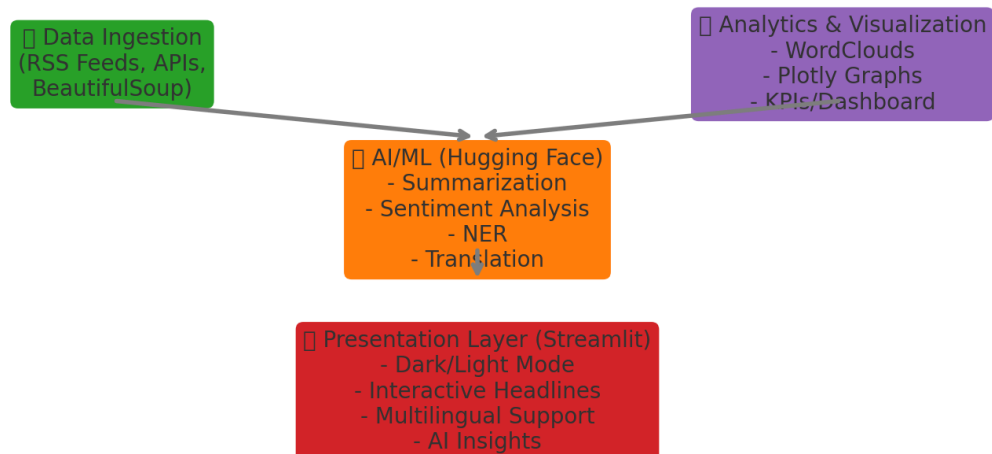 ▯ Data Ingestion
(RSS Feeds, APIs,
BeautifulSoup)
▯ Analytics & Visualization
- WordClouds
- Plotly Graphs
- KPIs/Dashboard
▯ AI/ML (Hugging Face)
- Summarization
- Sentiment Analysis
- NER
- Translation
▯ Presentation Layer (Streamlit)
- Dark/Light Mode
- Interactive Headlines
- Multilingual Support
- AI Insights